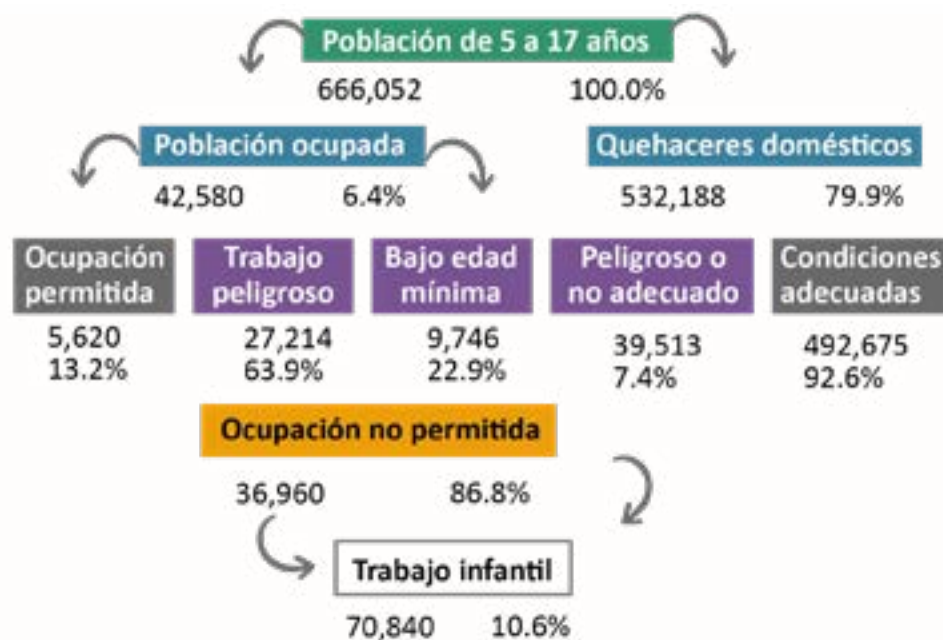 Población de 5 a 17 años
666,052 100.0%
Población ocupada
42,580 6.4%
Quehaceres domésticos
532,188 79.9%
Ocupación
permitida
5,620
13.2%
Trabajo
peligroso
27,214
63.9%
Bajo edad
mínima
9,746
22.9%
Peligroso o
no adecuado
39,513
7.4%
Condiciones
adecuadas
492,675
92.6%
Ocupación no permitida
36,960 86.8%
Trabajo infantil
70,840 10.6%